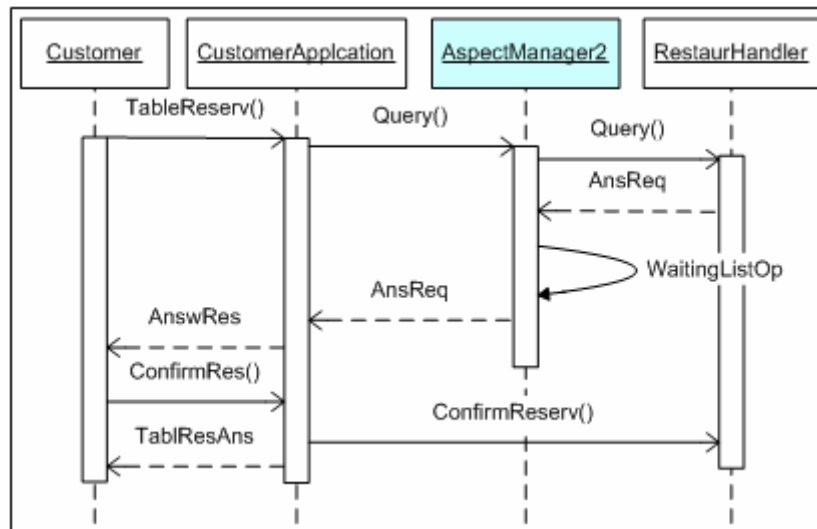 Customer
CustomerApplcation
AspectManager2
RestaurHandler
TableReserv()
Query()
Query()
AnsReq
WaitingListOp
AnsReq
AnswRes
ConfirmRes()
ConfirmReserv()
TablResAns